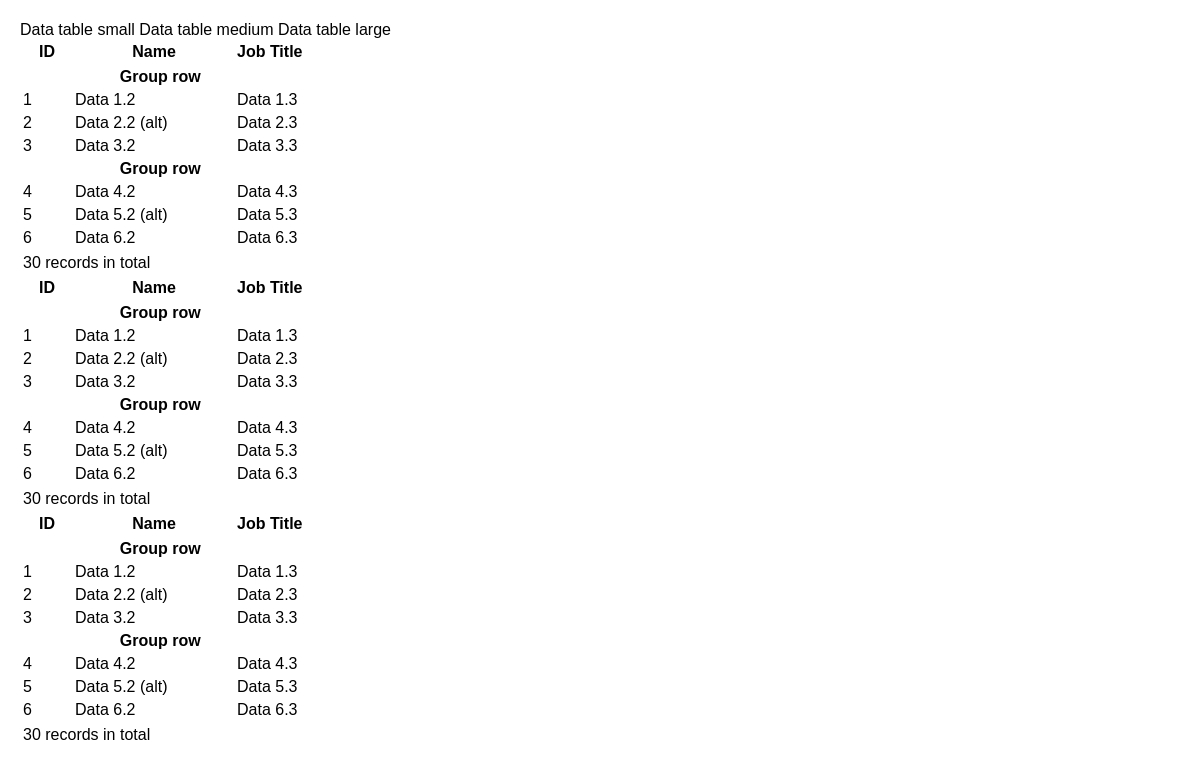 Data table small Data table medium Data table large
ID Name Job Title
Group row
1 Data 1.2 Data 1.3
2 Data 2.2 (alt) Data 2.3
3 Data 3.2 Data 3.3
Group row
4 Data 4.2 Data 4.3
5 Data 5.2 (alt) Data 5.3
6 Data 6.2 Data 6.3
30 records in total
ID Name Job Title
Group row
1 Data 1.2 Data 1.3
2 Data 2.2 (alt) Data 2.3
3 Data 3.2 Data 3.3
Group row
4 Data 4.2 Data 4.3
5 Data 5.2 (alt) Data 5.3
6 Data 6.2 Data 6.3
30 records in total
ID Name Job Title
Group row
1 Data 1.2 Data 1.3
2 Data 2.2 (alt) Data 2.3
3 Data 3.2 Data 3.3
Group row
4 Data 4.2 Data 4.3
5 Data 5.2 (alt) Data 5.3
6 Data 6.2 Data 6.3
30 records in total